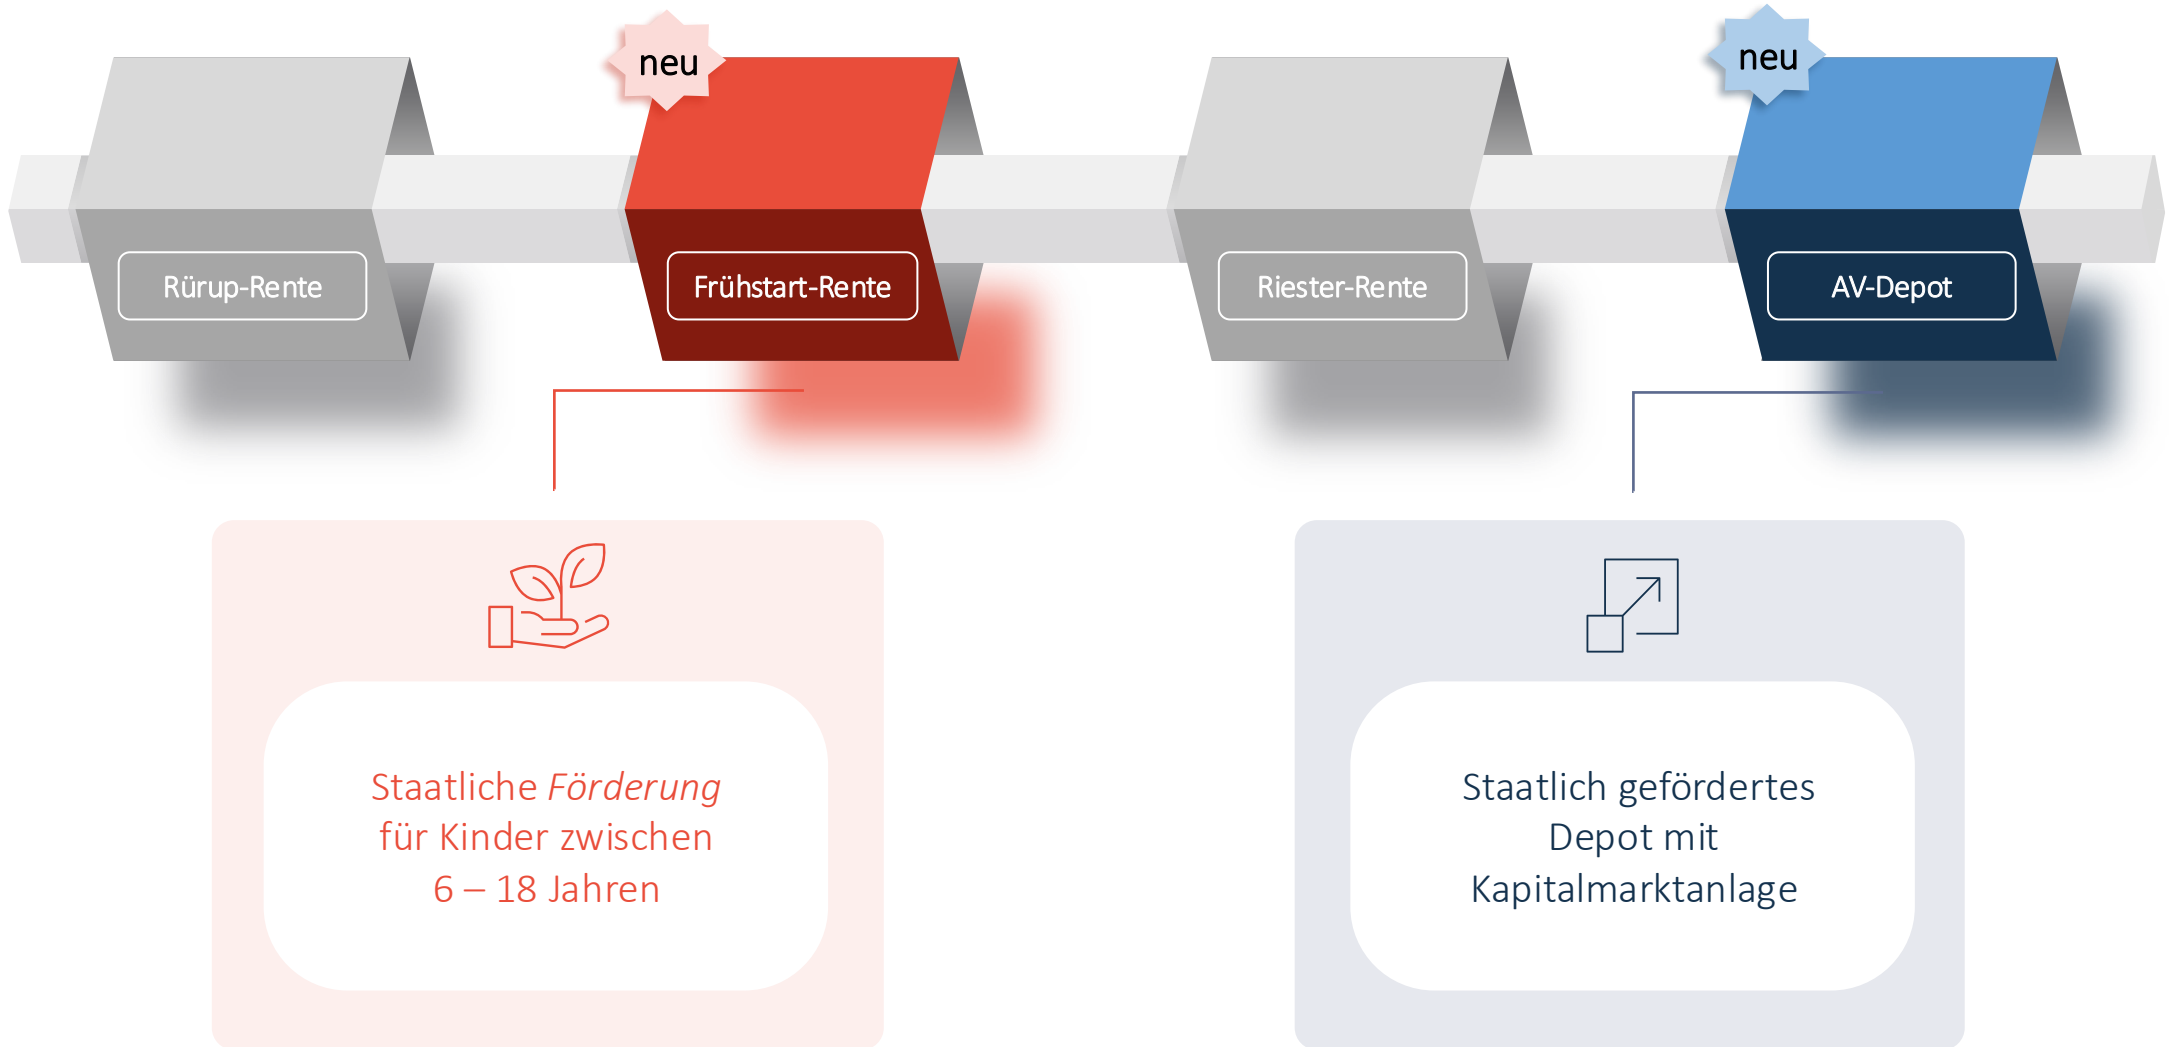 neu
neu
Rürup-Rente
Frühstart-Rente
Riester-Rente
AV-Depot
Staatliche Förderung
für Kinder zwischen
6 – 18 Jahren
Staatlich gefördertes
Depot mit
Kapitalmarktanlage